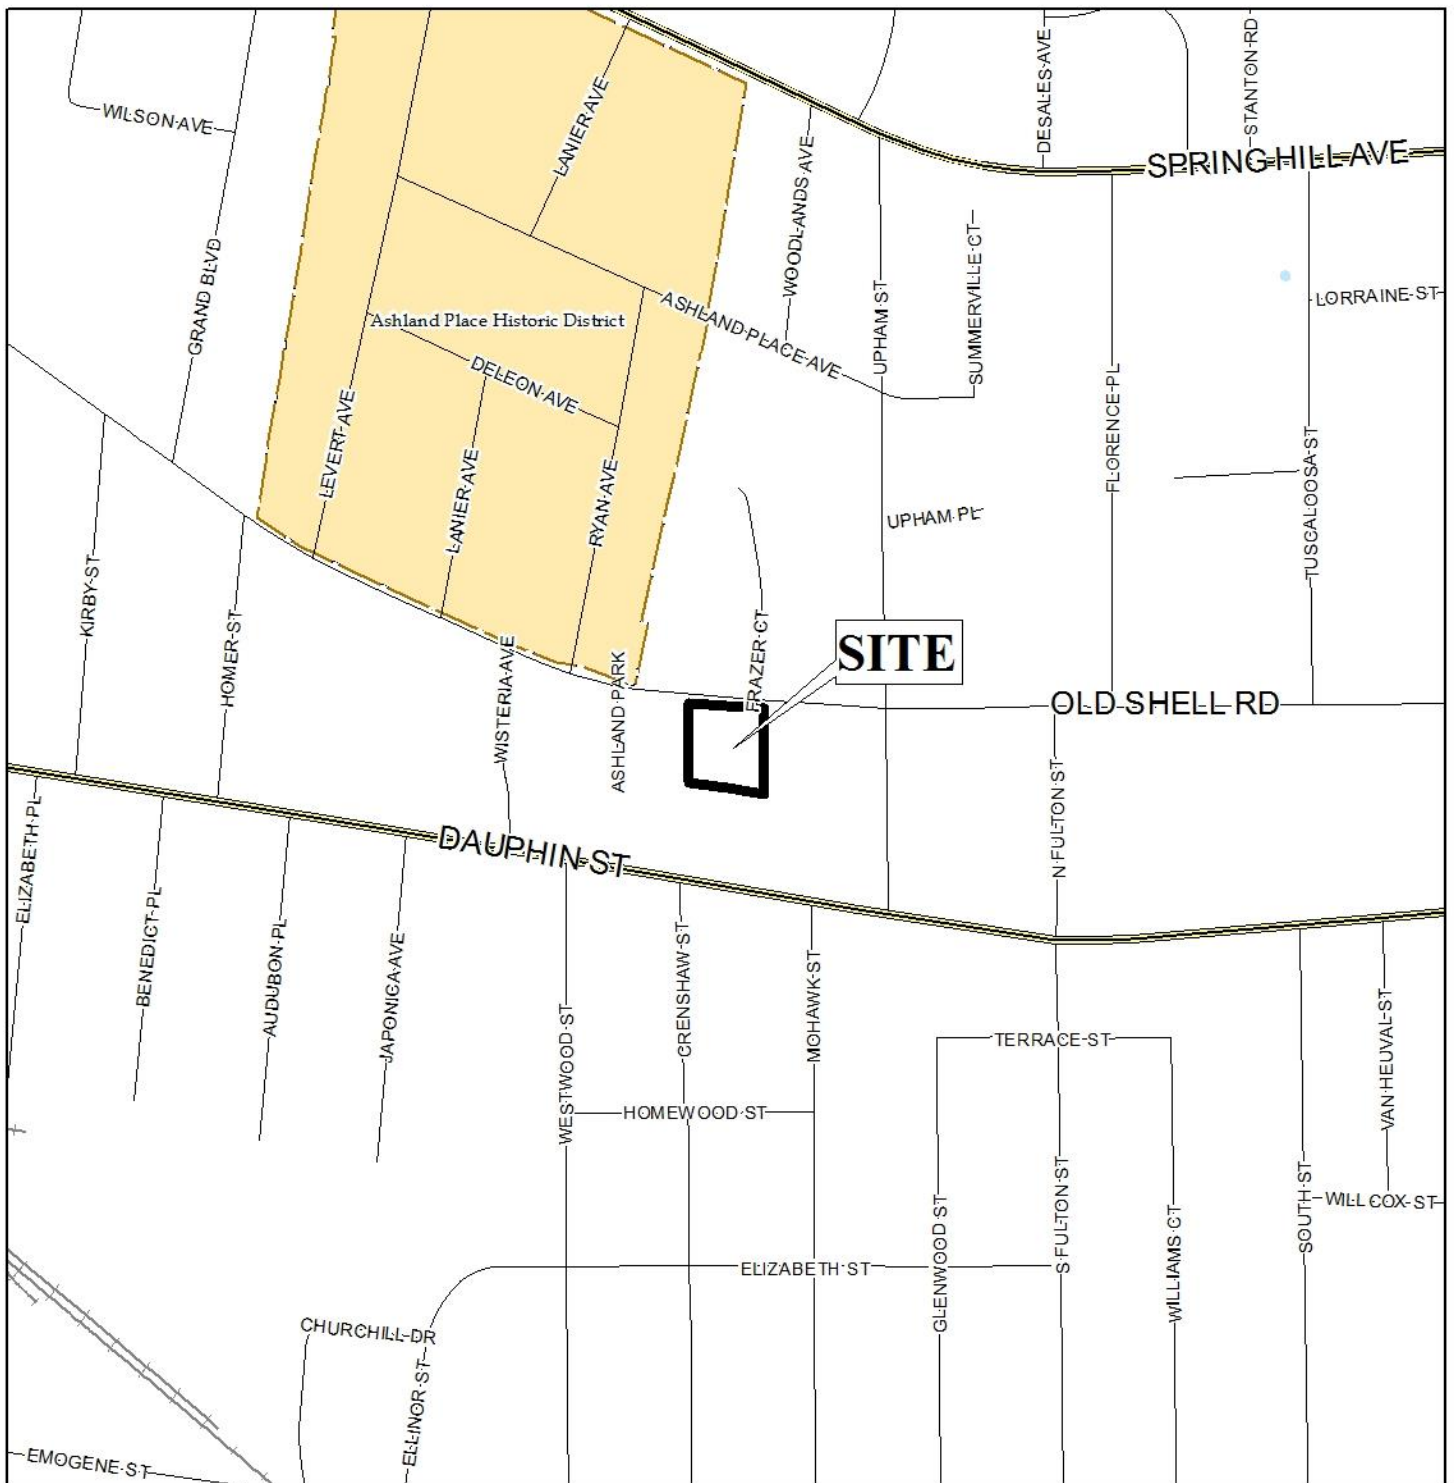 WILSON AVE
LANIER AVE
DESALES AVE
STANTON RD
SPRING HILL AVE
WOODLANDS AVE
GRAND BLVD
UPHAM ST
SUMMERVILLE CT
LORRAINE ST
ASHLAND PLACE AVE
Ashland Place Historic District
DELEON AVE
LEVERT AVE
LANIER AVE
RYAN AVE
FLORENCE PL
TUSCALOOSA ST
UPHAM PL
KIRBY ST
HOMER ST
WISTERIA AVE
ASHLAND PARK
FRAZER CT
SITE
OLD SHELL RD
N FULTON ST
DAUPHIN ST
ELIZABETH PL
BENEDICT PL
AUDUBON PL
JAPONICA AVE
WESTWOOD ST
CRENSHAW ST
MOHAWK ST
TERRACE ST
VAN HEUVAL ST
HOMEWOOD ST
GLENWOOD ST
S FULTON ST
WILLIAMS CT
SOUTH ST
WILLCOX ST
ELIZABETH ST
CHURCHILL DR
ELLINOR ST
EMOGENE ST